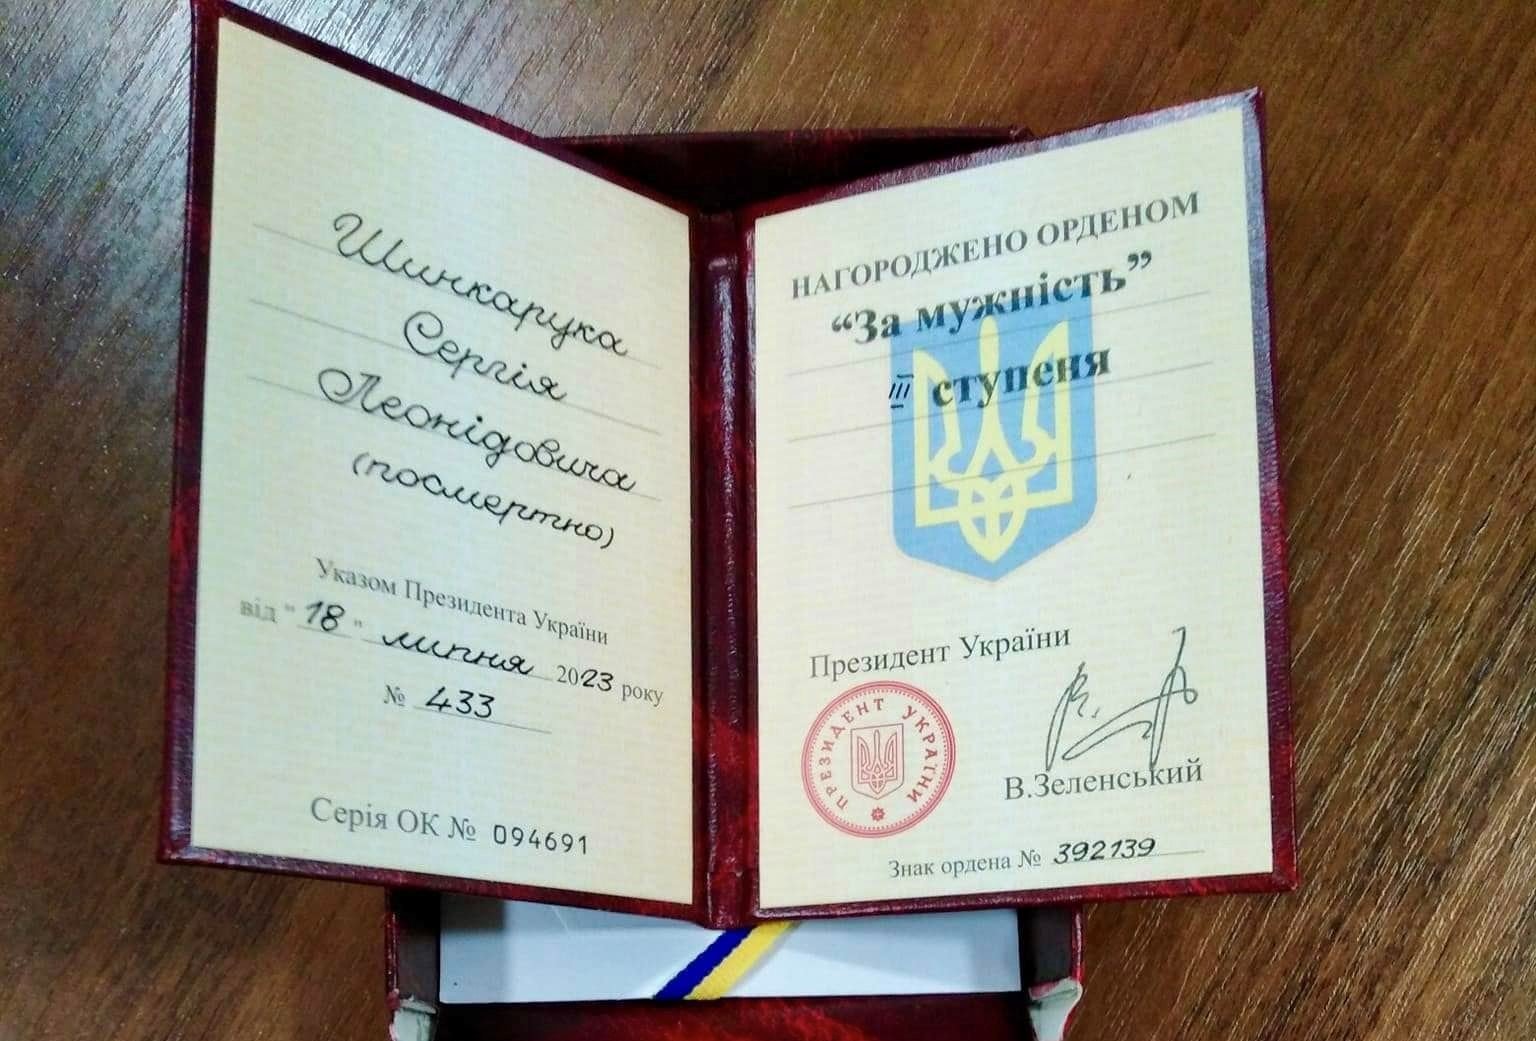 Шинкарука
Сергія
Леонідовича
(посмертно)
Указом Президента України
від "18" липня 2023 року
№ 433
Серія ОК № 094691
НАГОРОДЖЕНО ОРДЕНОМ
“За мужність”
III ступеня
Президент України
ПРЕЗИДЕНТ УКРАЇНИ
В.Зеленський
Знак ордена № 392139